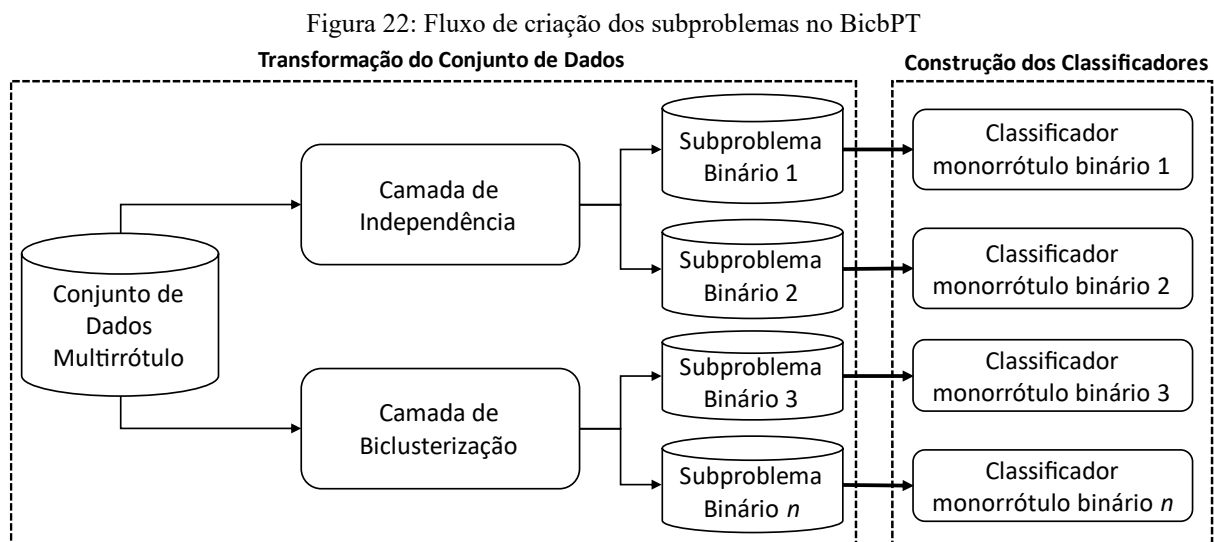 Figura 22: Fluxo de criação dos subproblemas no BicbPT
Transformação do Conjunto de Dados
Construção dos Classificadores
Conjunto de
Dados
Multirrótulo
Camada de
Independência
Camada de
Biclusterização
Subproblema
Binário 1
Subproblema
Binário 2
Subproblema
Binário 3
Subproblema
Binário n
Classificador
monorrótulo binário 1
Classificador
monorrótulo binário 2
Classificador
monorrótulo binário 3
Classificador
monorrótulo binário n